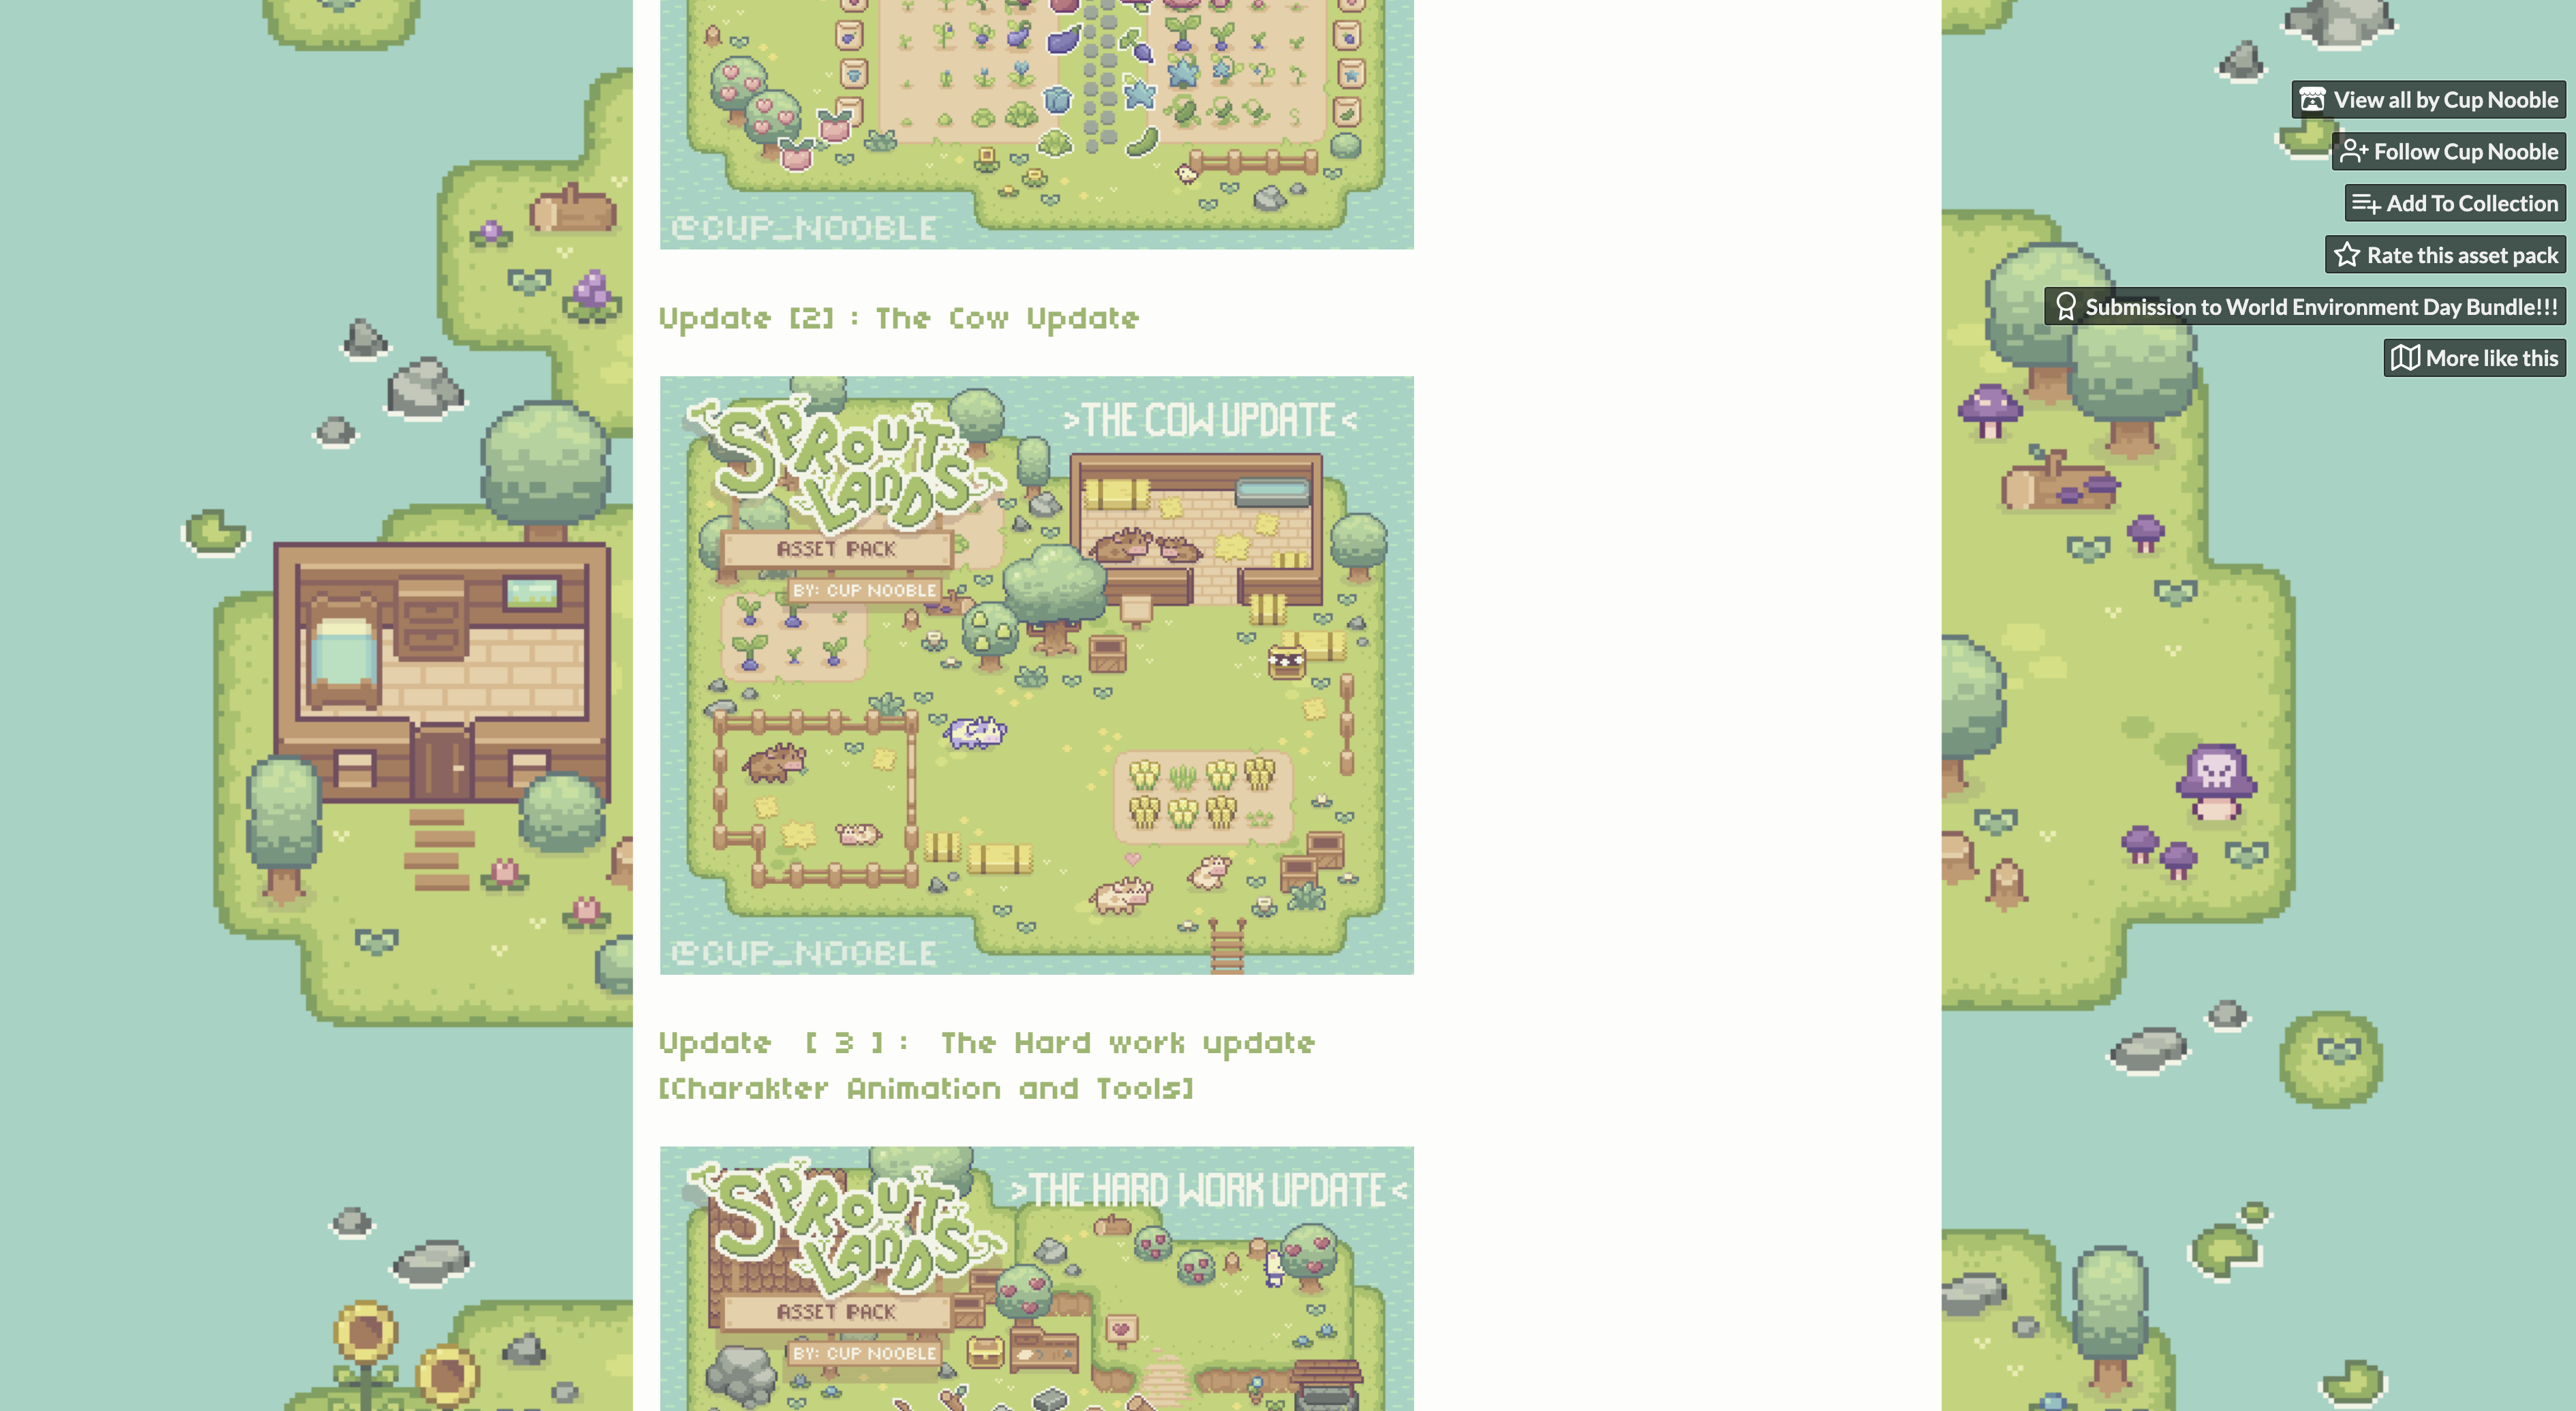 @CUP_NOOBLE
View all by Cup Nooble
Follow Cup Nooble
Add To Collection
Rate this asset pack
Submission to World Environment Day Bundle!!!
More like this
Update [2] : The Cow Update
SPROUT LANDS
>THE COW UPDATE<
ASSET PACK
BY: CUP NOOBLE
@CUP_NOOBLE
Update [ 3 ] : The Hard work update
[Charakter Animation and Tools]
SPROUT LANDS
>THE HARD WORK UPDATE<
ASSET PACK
BY: CUP NOOBLE